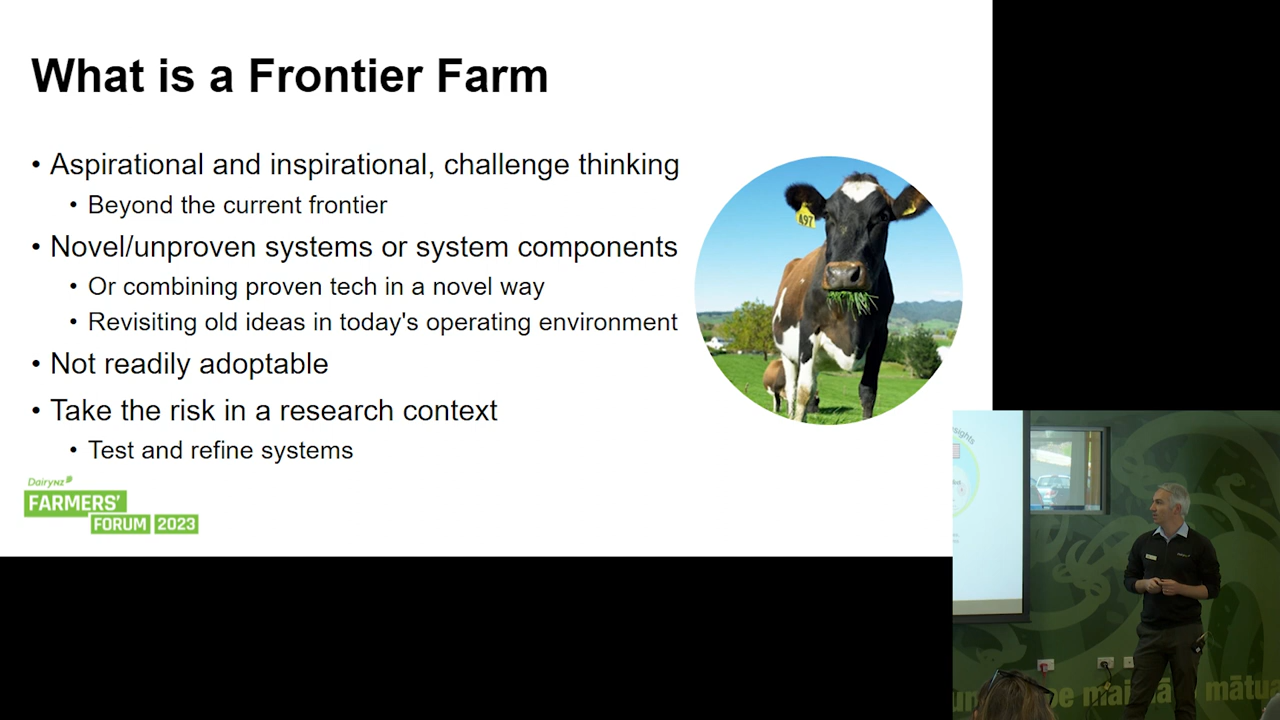 What is a Frontier Farm
• Aspirational and inspirational, challenge thinking
• Beyond the current frontier
• Novel/unproven systems or system components
• Or combining proven tech in a novel way
• Revisiting old ideas in today's operating environment
• Not readily adoptable
• Take the risk in a research context
• Test and refine systems
497
DairyNZ
FARMERS'
FORUM 2023
mātua